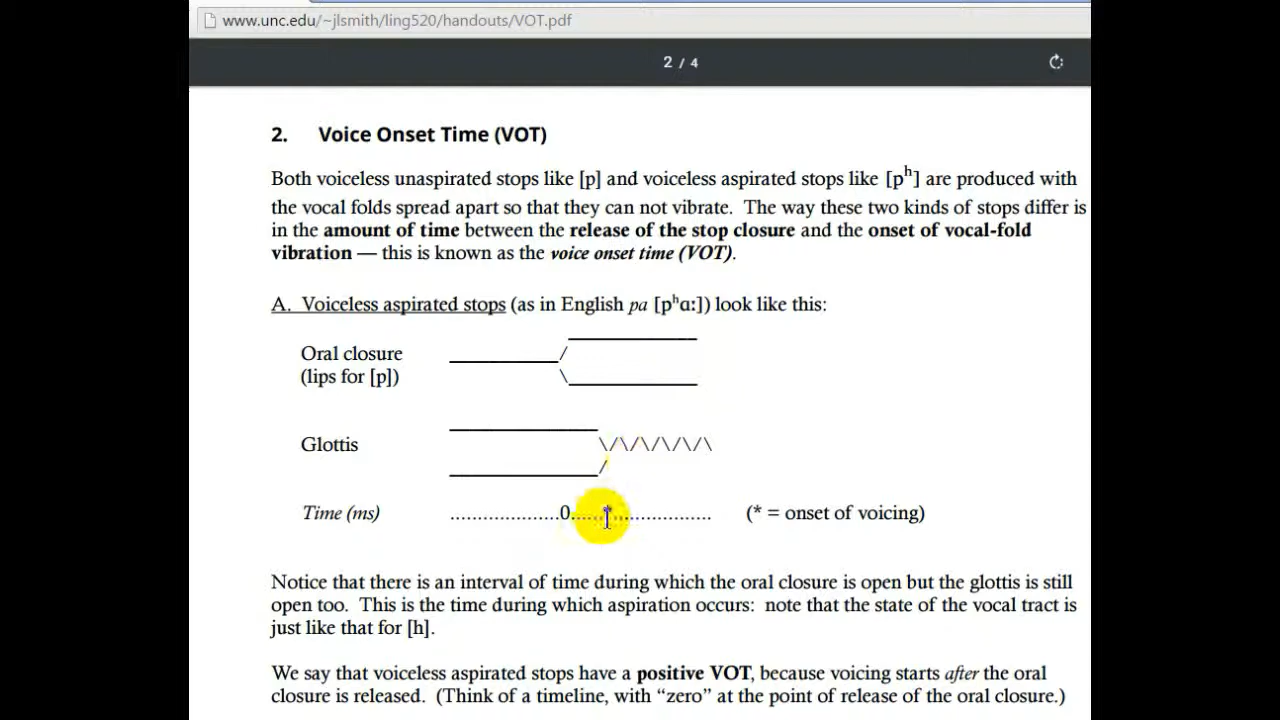 www.unc.edu/~jlsmith/ling520/handouts/VOT.pdf
2 / 4
2. Voice Onset Time (VOT)
Both voiceless unaspirated stops like [p] and voiceless aspirated stops like [pʰ] are produced with
the vocal folds spread apart so that they can not vibrate. The way these two kinds of stops differ is
in the amount of time between the release of the stop closure and the onset of vocal-fold
vibration — this is known as the voice onset time (VOT).
A. Voiceless aspirated stops (as in English pa [pʰɑː]) look like this:
Oral closure
(lips for [p])
Glottis
Time (ms) .....................0.......*.................... (* = onset of voicing)
Notice that there is an interval of time during which the oral closure is open but the glottis is still
open too. This is the time during which aspiration occurs: note that the state of the vocal tract is
just like that for [h].
We say that voiceless aspirated stops have a positive VOT, because voicing starts after the oral
closure is released. (Think of a timeline, with “zero” at the point of release of the oral closure.)